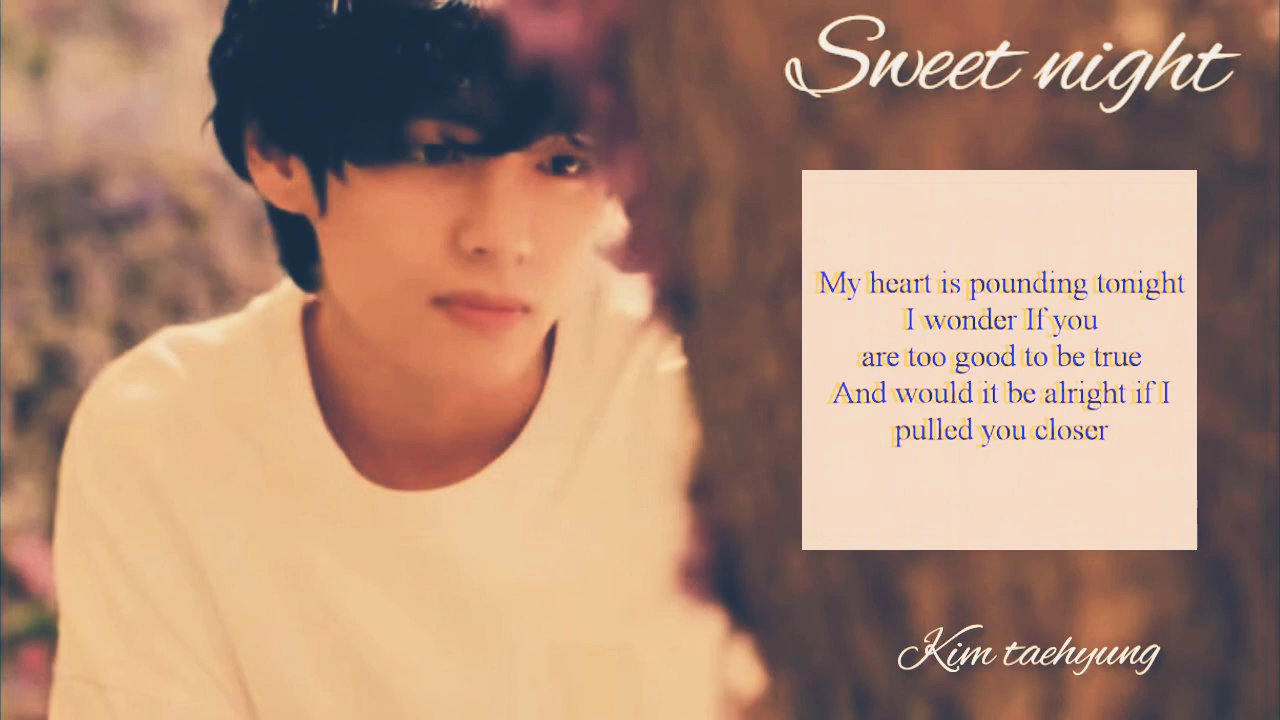 Sweet night
My heart is pounding tonight
I wonder If you
are too good to be true
And would it be alright if I
pulled you closer
Kim taehyung